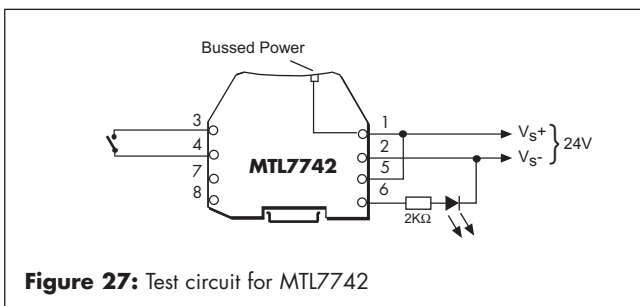 Bussed Power
3
4
7
8
MTL7742
1
2
5
6
Vs+
Vs-
24V
2KΩ
Figure 27: Test circuit for MTL7742